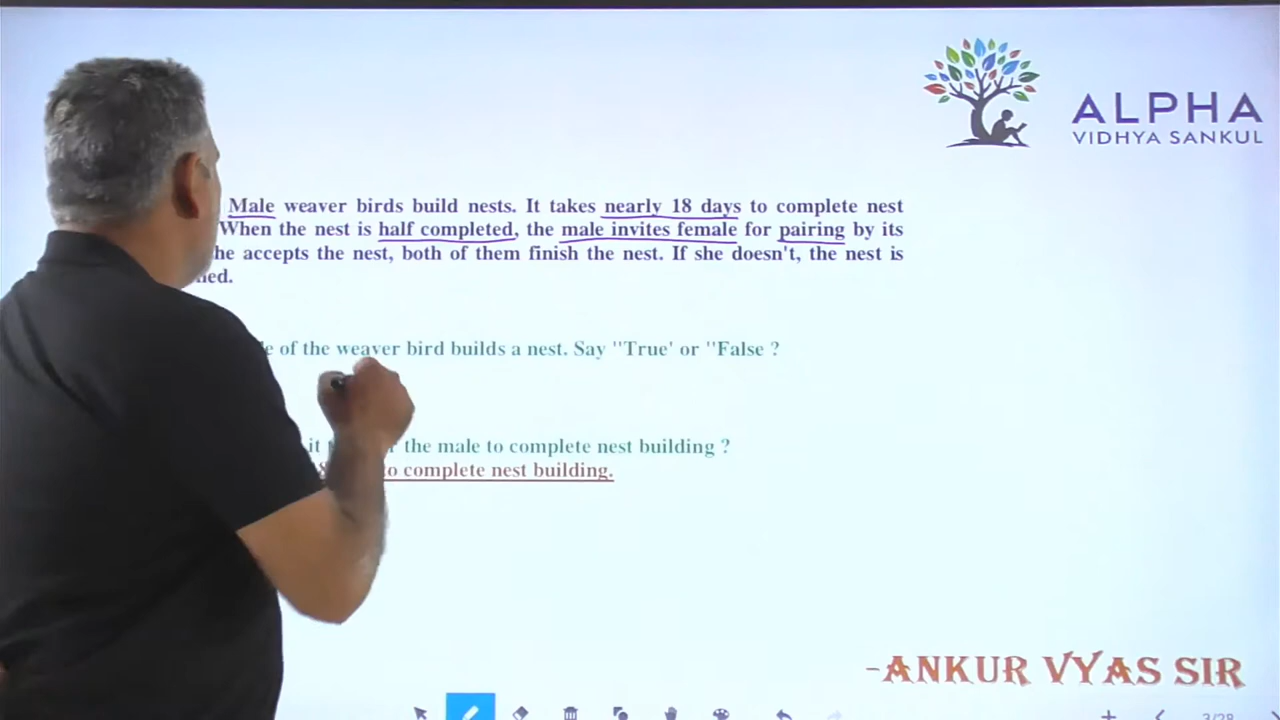 ALPHA
VIDHYA SANKUL
Male weaver birds build nests. It takes nearly 18 days to complete nest
When the nest is half completed, the male invites female for pairing by its
accepts the nest, both of them finish the nest. If she doesn't, the nest is
of the weaver bird builds a nest. Say "True' or "False ?
it the male to complete nest building ?
to complete nest building.
-ANKUR VYAS SIR
3/28